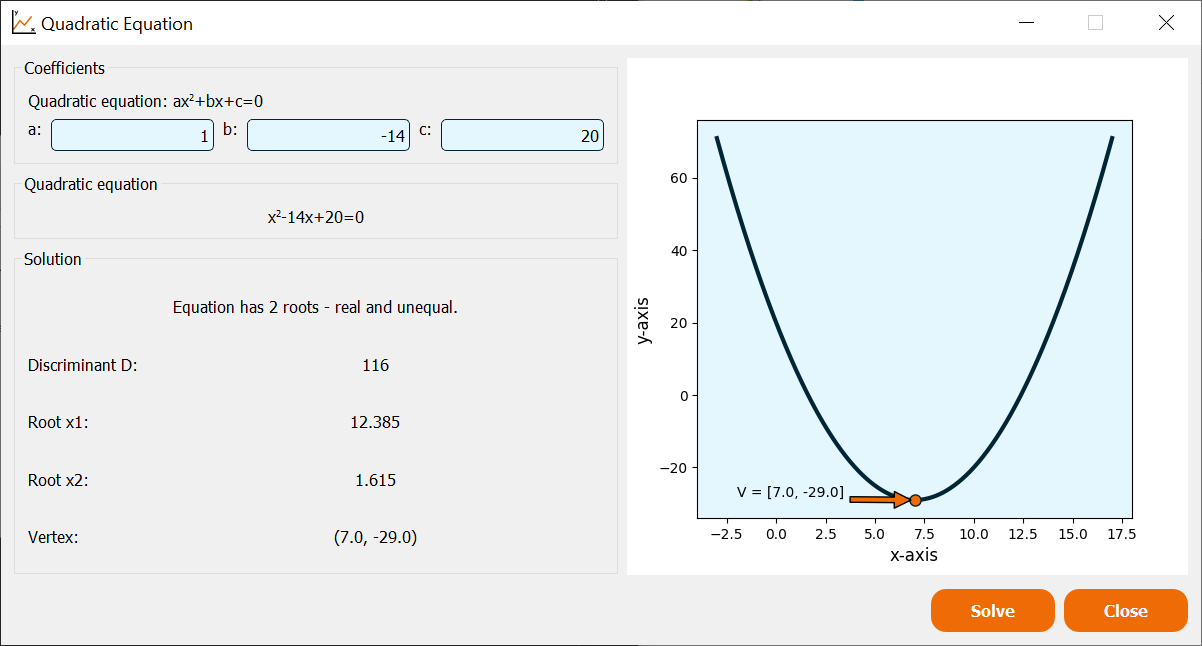 Quadratic Equation
Coefficients
Quadratic equation: ax²+bx+c=0
a: 1 b: -14 c: 20
Quadratic equation
x²-14x+20=0
Solution
Equation has 2 roots - real and unequal.
Discriminant D: 116
Root x1: 12.385
Root x2: 1.615
Vertex: (7.0, -29.0)
y-axis
60
40
20
0
−20
V = [7.0, -29.0]
−2.5 0.0 2.5 5.0 7.5 10.0 12.5 15.0 17.5
x-axis
Solve Close